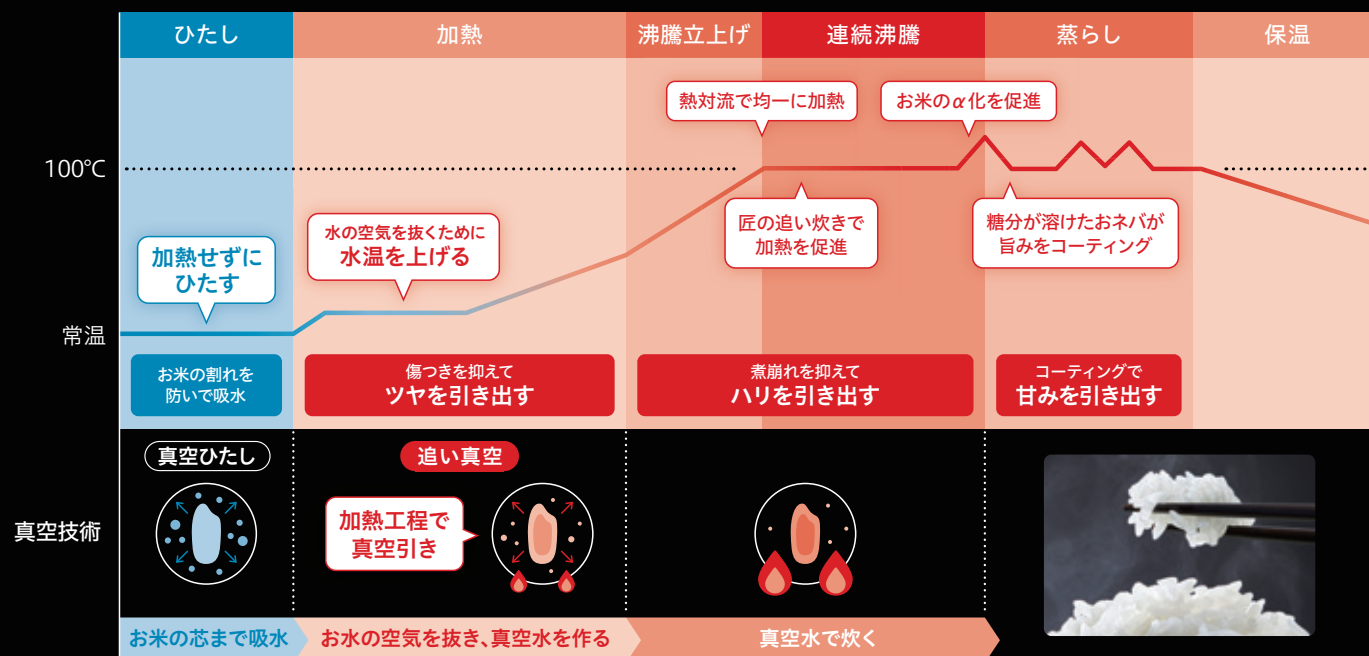 ひたし
加熱
沸騰立上げ
連続沸騰
蒸らし
保温
熱対流で均一に加熱
お米のα化を促進
100℃
匠の追い炊きで
加熱を促進
糖分が溶けたおネバが
旨みをコーティング
水の空気を抜くために
水温を上げる
加熱せずに
ひたす
常温
お米の割れを
防いで吸水
傷つきを抑えて
ツヤを引き出す
煮崩れを抑えて
ハリを引き出す
コーティングで
甘みを引き出す
真空技術
真空ひたし
追い真空
加熱工程で
真空引き
お米の芯まで吸水
お水の空気を抜き、真空水を作る
真空水で炊く